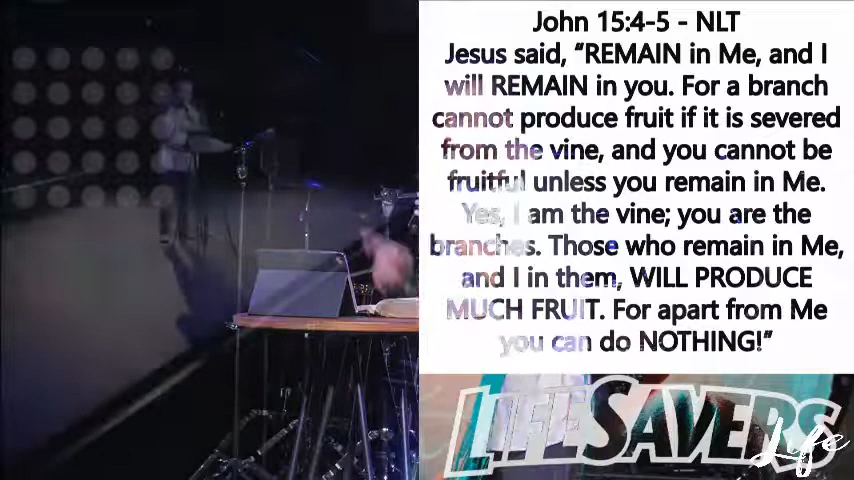 John 15:4-5 - NLT
Jesus said, “REMAIN in Me, and I
will REMAIN in you. For a branch
cannot produce fruit if it is severed
from the vine, and you cannot be
fruitful unless you remain in Me.
Yes, I am the vine; you are the
branches. Those who remain in Me,
and I in them, WILL PRODUCE
MUCH FRUIT. For apart from Me
you can do NOTHING!”
LIFESAVERS
Life